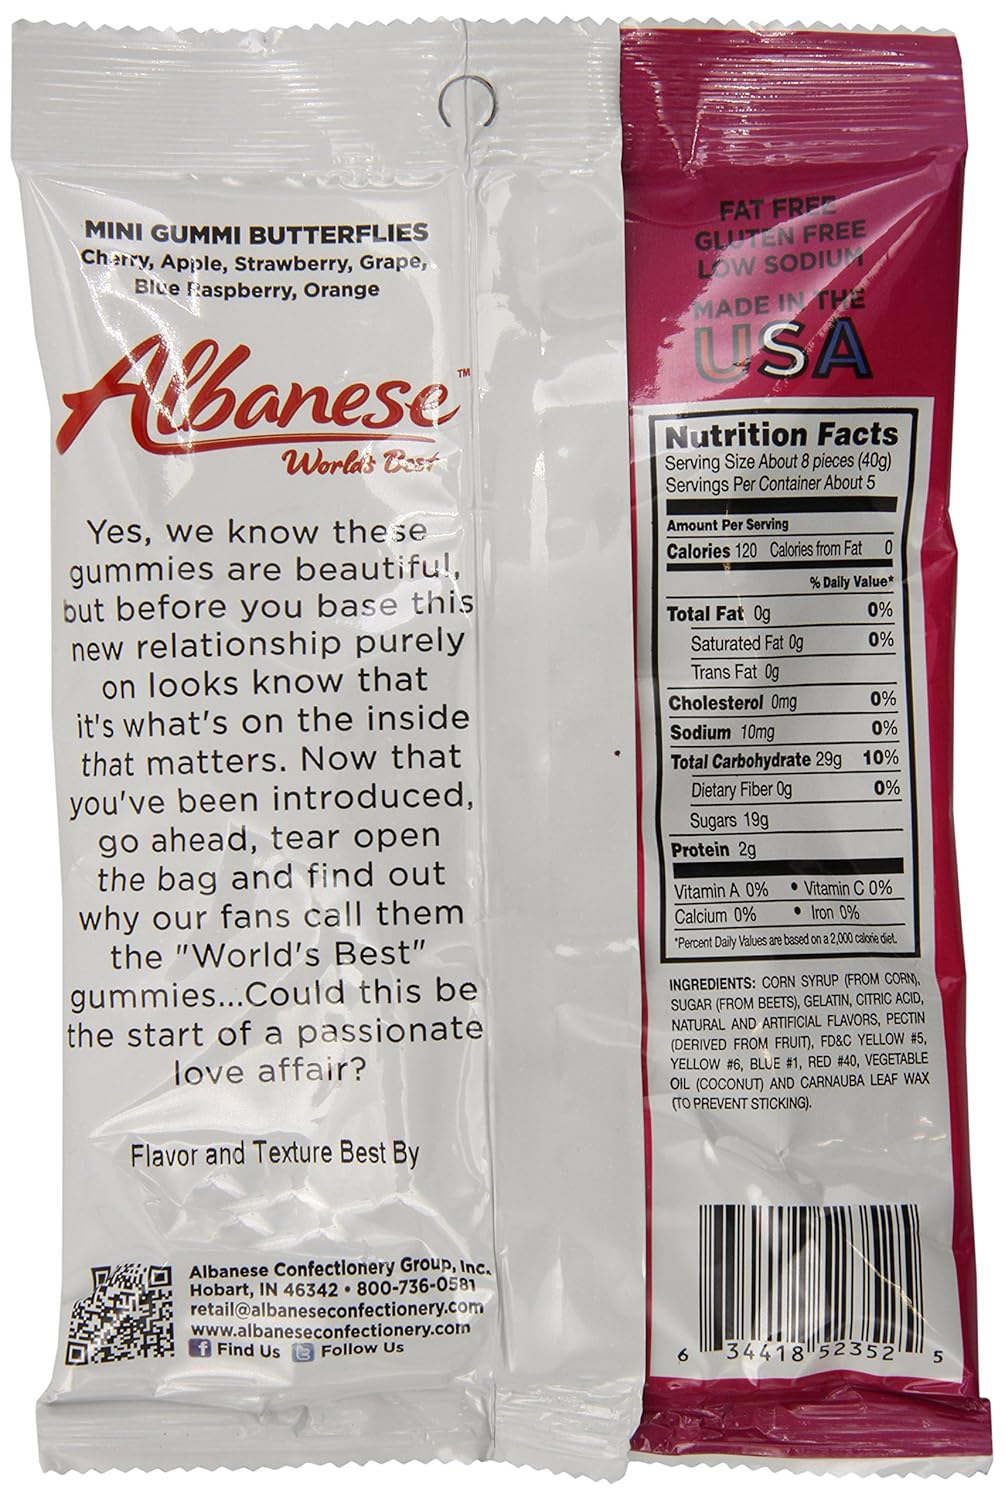 MINI GUMMI BUTTERFLIES
Cherry, Apple, Strawberry, Grape,
Blue Raspberry, Orange
Albanese™
World's Best
Yes, we know these
gummies are beautiful,
but before you base this
new relationship purely
on looks know that
it's what's on the inside
that matters. Now that
you've been introduced,
go ahead, tear open
the bag and find out
why our fans call them
the "World's Best"
gummies...Could this be
the start of a passionate
love affair?
Flavor and Texture Best By
Albanese Confectionery Group, Inc.
Hobart, IN 46342 • 800-736-0581
retail@albaneseconfectionery.com
www.albaneseconfectionery.com
f Find Us t Follow Us
FAT FREE
GLUTEN FREE
LOW SODIUM
MADE IN THE
USA
Nutrition Facts
Serving Size About 8 pieces (40g)
Servings Per Container About 5
Amount Per Serving
Calories 120 Calories from Fat 0
% Daily Value*
Total Fat 0g 0%
Saturated Fat 0g 0%
Trans Fat 0g
Cholesterol 0mg 0%
Sodium 10mg 0%
Total Carbohydrate 29g 10%
Dietary Fiber 0g 0%
Sugars 19g
Protein 2g
Vitamin A 0% • Vitamin C 0%
Calcium 0% • Iron 0%
*Percent Daily Values are based on a 2,000 calorie diet.
INGREDIENTS: CORN SYRUP (FROM CORN),
SUGAR (FROM BEETS), GELATIN, CITRIC ACID,
NATURAL AND ARTIFICIAL FLAVORS, PECTIN
(DERIVED FROM FRUIT), FD&C YELLOW #5,
YELLOW #6, BLUE #1, RED #40, VEGETABLE
OIL (COCONUT) AND CARNAUBA LEAF WAX
(TO PREVENT STICKING).
6 34418 52352 5